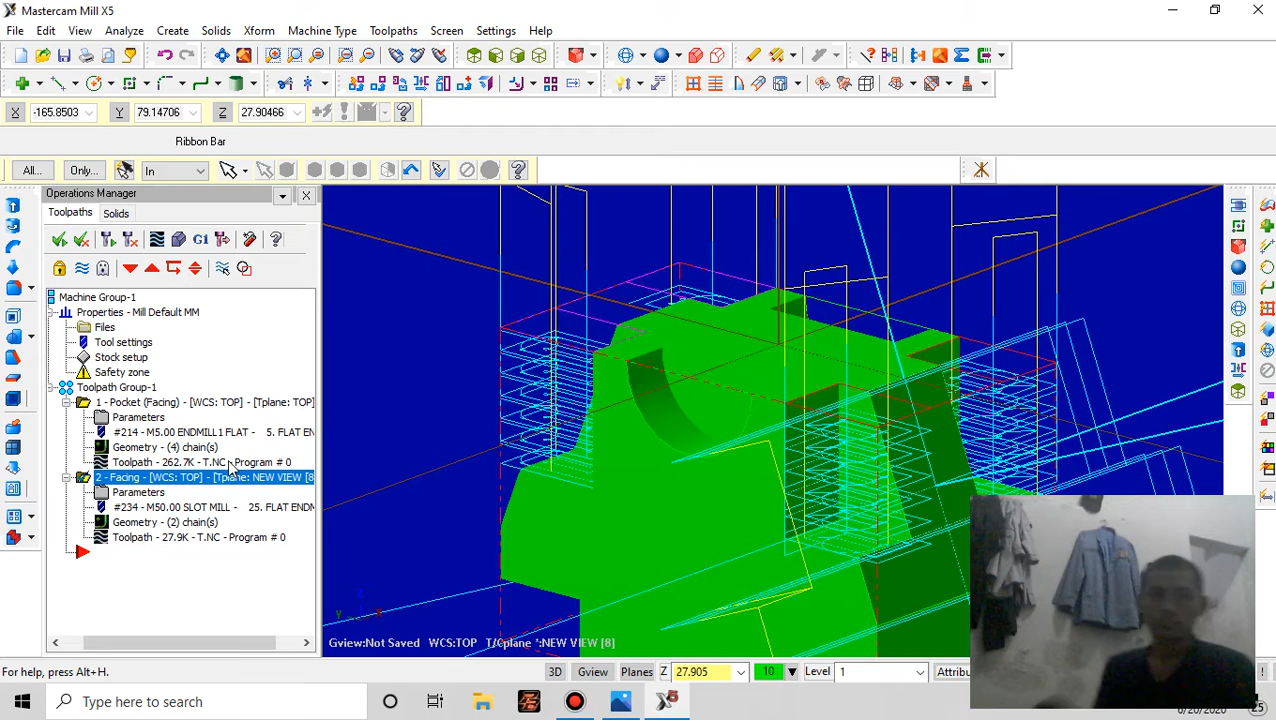 Mastercam Mill X5
File Edit View Analyze Create Solids Xform Machine Type Toolpaths Screen Settings Help
X -165.8503 Y 79.14706 Z 27.90466
Ribbon Bar
All... Only... In
Operations Manager
Toolpaths Solids
G1
Machine Group-1
Properties - Mill Default MM
Files
Tool settings
Stock setup
Safety zone
Toolpath Group-1
1 - Pocket (Facing) - [WCS: TOP] - [Tplane: TOP]
Parameters
#214 - M5.00 ENDMILL1 FLAT - 5. FLAT EN
Geometry - (4) chain(s)
Toolpath - 262.7K - T.NC - Program # 0
2 - Facing - [WCS: TOP] - [Tplane: NEW VIEW [8
Parameters
#234 - M50.00 SLOT MILL - 25. FLAT ENDM
Geometry - (2) chain(s)
Toolpath - 27.9K - T.NC - Program # 0
Z
Y X
Gview:Not Saved WCS:TOP T/Cplane *:NEW VIEW [8]
For help, press Alt+H.
3D Gview Planes Z 27.905 10 Level 1 Attribut
Type here to search
6/20/2020
25